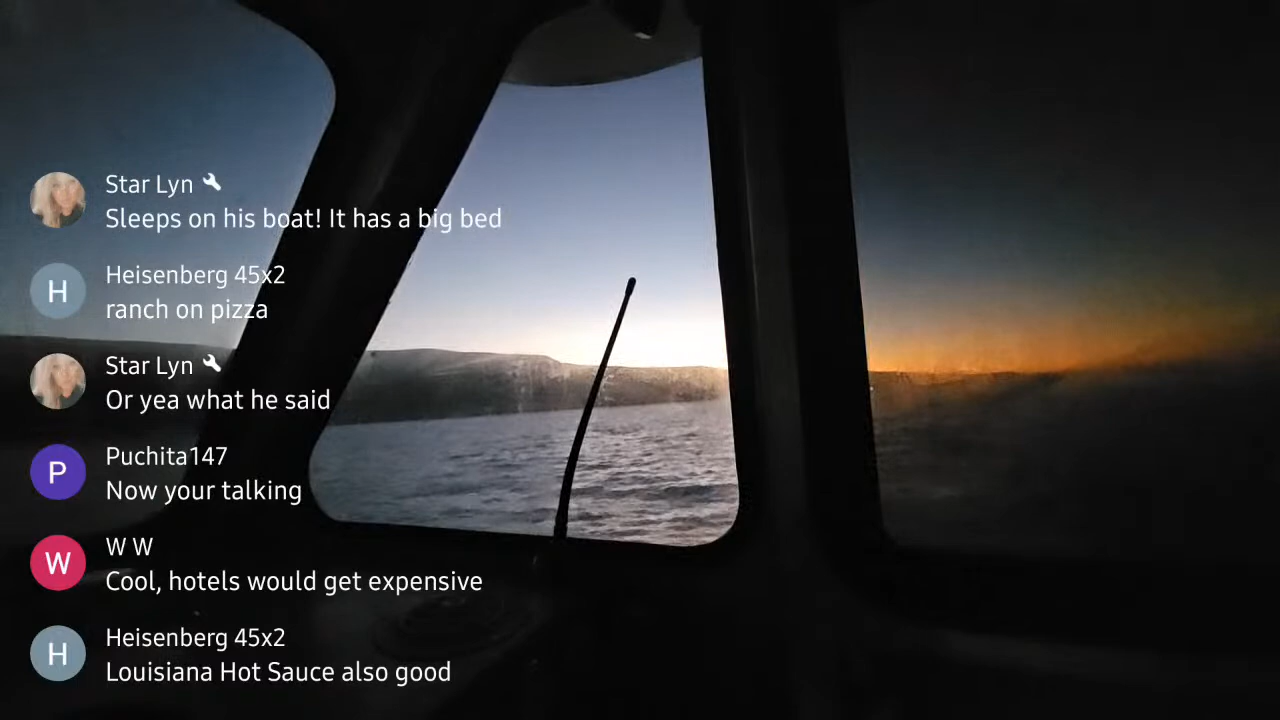 Star Lyn
Sleeps on his boat! It has a big bed
H
Heisenberg 45x2
ranch on pizza
Star Lyn
Or yea what he said
P
Puchita147
Now your talking
W
W W
Cool, hotels would get expensive
H
Heisenberg 45x2
Louisiana Hot Sauce also good